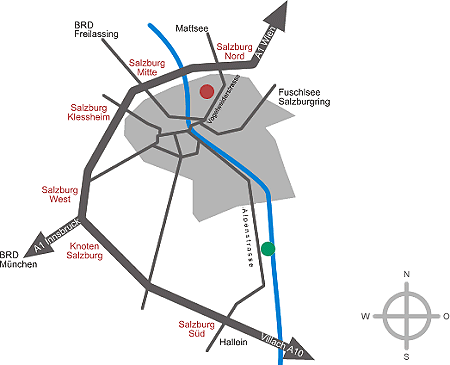 BRD
Freilassing
Mattsee
A1 Wien
Salzburg
Nord
Salzburg
Mitte
Fuschlsee
Salzburgring
Vogelweiderstrasse
Salzburg
Klessheim
Salzburg
West
Alpenstrasse
A1 Innsbruck
BRD
München
Knoten
Salzburg
Salzburg
Süd
Hallein
Villach A10
N
W
O
S